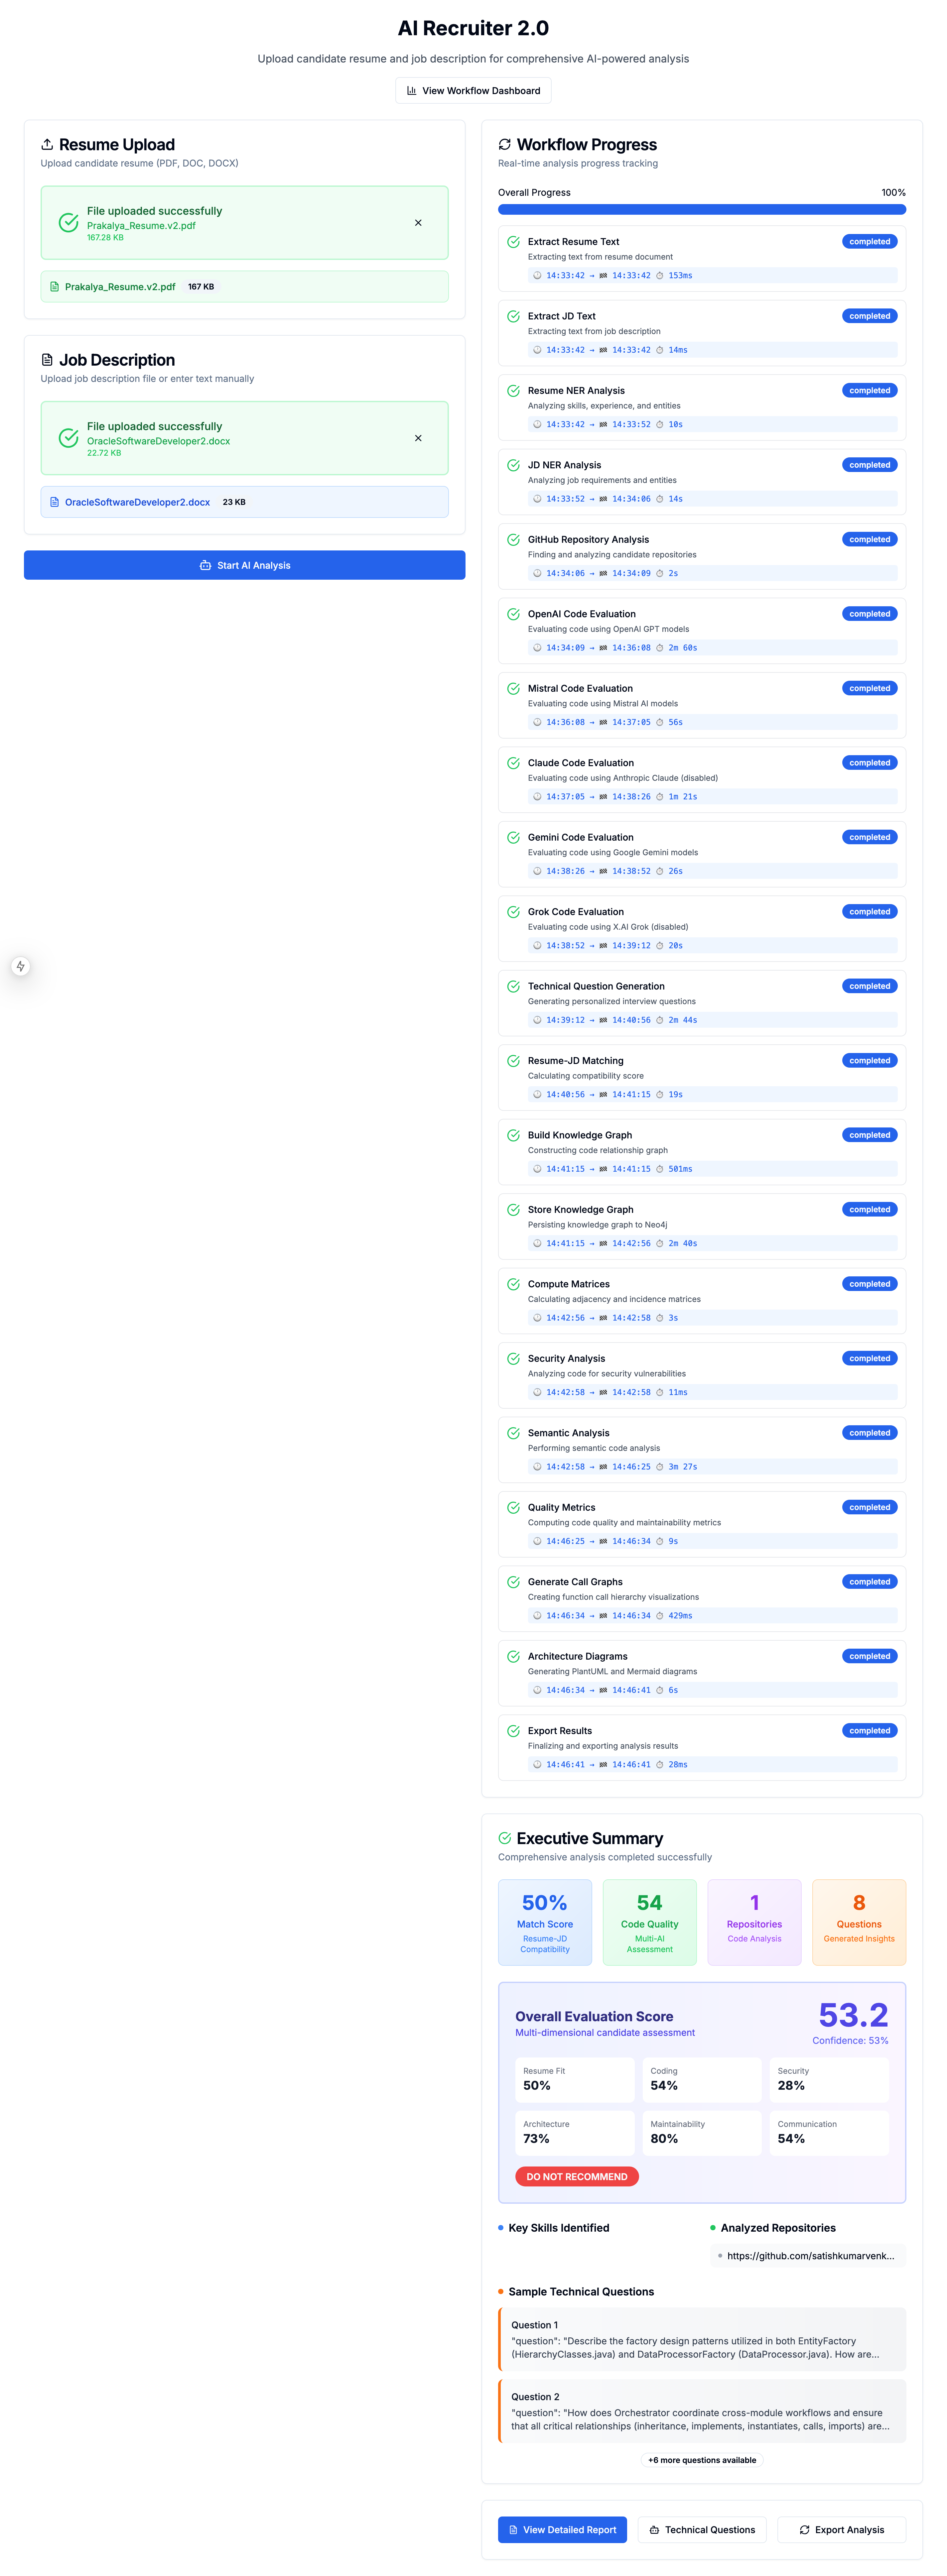 AI Recruiter 2.0
Upload candidate resume and job description for comprehensive AI-powered analysis
View Workflow Dashboard
Resume Upload
Upload candidate resume (PDF, DOC, DOCX)
File uploaded successfully
Prakalya_Resume.v2.pdf
167.28 KB
Prakalya_Resume.v2.pdf 167 KB
Job Description
Upload job description file or enter text manually
File uploaded successfully
OracleSoftwareDeveloper2.docx
22.72 KB
OracleSoftwareDeveloper2.docx 23 KB
Start AI Analysis
Workflow Progress
Real-time analysis progress tracking
Overall Progress 100%
Extract Resume Text completed
Extracting text from resume document
14:33:42 → 14:33:42 153ms
Extract JD Text completed
Extracting text from job description
14:33:42 → 14:33:42 14ms
Resume NER Analysis completed
Analyzing skills, experience, and entities
14:33:42 → 14:33:52 10s
JD NER Analysis completed
Analyzing job requirements and entities
14:33:52 → 14:34:06 14s
GitHub Repository Analysis completed
Finding and analyzing candidate repositories
14:34:06 → 14:34:09 2s
OpenAI Code Evaluation completed
Evaluating code using OpenAI GPT models
14:34:09 → 14:36:08 2m 60s
Mistral Code Evaluation completed
Evaluating code using Mistral AI models
14:36:08 → 14:37:05 56s
Claude Code Evaluation completed
Evaluating code using Anthropic Claude (disabled)
14:37:05 → 14:38:26 1m 21s
Gemini Code Evaluation completed
Evaluating code using Google Gemini models
14:38:26 → 14:38:52 26s
Grok Code Evaluation completed
Evaluating code using X.AI Grok (disabled)
14:38:52 → 14:39:12 20s
Technical Question Generation completed
Generating personalized interview questions
14:39:12 → 14:40:56 2m 44s
Resume-JD Matching completed
Calculating compatibility score
14:40:56 → 14:41:15 19s
Build Knowledge Graph completed
Constructing code relationship graph
14:41:15 → 14:41:15 501ms
Store Knowledge Graph completed
Persisting knowledge graph to Neo4j
14:41:15 → 14:42:56 2m 40s
Compute Matrices completed
Calculating adjacency and incidence matrices
14:42:56 → 14:42:58 3s
Security Analysis completed
Analyzing code for security vulnerabilities
14:42:58 → 14:42:58 11ms
Semantic Analysis completed
Performing semantic code analysis
14:42:58 → 14:46:25 3m 27s
Quality Metrics completed
Computing code quality and maintainability metrics
14:46:25 → 14:46:34 9s
Generate Call Graphs completed
Creating function call hierarchy visualizations
14:46:34 → 14:46:34 429ms
Architecture Diagrams completed
Generating PlantUML and Mermaid diagrams
14:46:34 → 14:46:41 6s
Export Results completed
Finalizing and exporting analysis results
14:46:41 → 14:46:41 28ms
Executive Summary
Comprehensive analysis completed successfully
50% 54 1 8
Match Score Code Quality Repositories Questions
Resume-JD Multi-AI Code Analysis Generated Insights
Compatibility Assessment
Overall Evaluation Score 53.2
Multi-dimensional candidate assessment Confidence: 53%
Resume Fit Coding Security
50% 54% 28%
Architecture Maintainability Communication
73% 80% 54%
DO NOT RECOMMEND
Key Skills Identified Analyzed Repositories
https://github.com/satishkumarvenk...
Sample Technical Questions
Question 1
"question": "Describe the factory design patterns utilized in both EntityFactory
(HierarchyClasses.java) and DataProcessorFactory (DataProcessor.java). How are...
Question 2
"question": "How does Orchestrator coordinate cross-module workflows and ensure
that all critical relationships (inheritance, implements, instantiates, calls, imports) are...
+6 more questions available
View Detailed Report Technical Questions Export Analysis